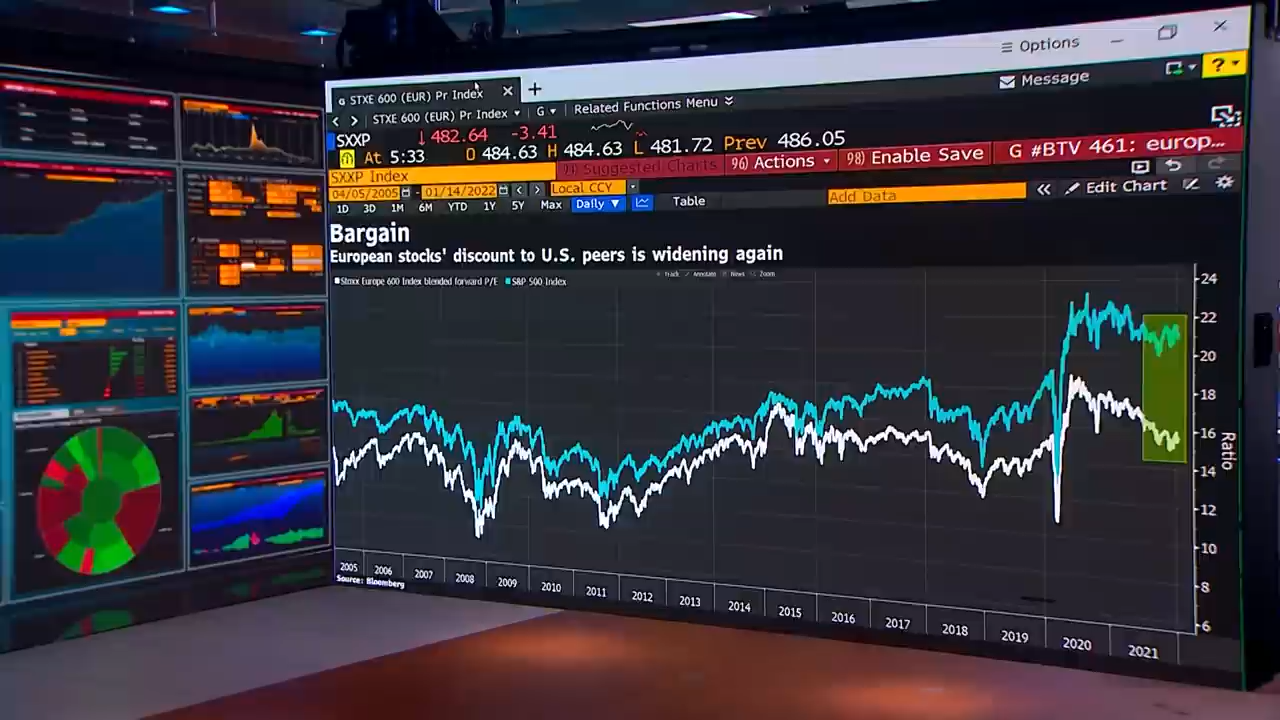 Options
STXE 600 (EUR) Pr Index
Message
STXE 600 (EUR) Pr Index G Related Functions Menu
SXXP ↓ 482.64 -3.41
At 5:33 O 484.63 H 484.63 L 481.72 Prev 486.05
SXXP Index 91) Suggested Charts 96) Actions 98) Enable Save G #BTV 461: europ...
04/05/2005 - 01/14/2022 Local CCY Add Data Edit Chart
1D 3D 1M 6M YTD 1Y 5Y Max Daily ▼ Table
Bargain
European stocks' discount to U.S. peers is widening again
Track Annotate News Zoom
Stoxx Europe 600 Index blended forward P/E S&P 500 Index
24
22
20
18
16
14
12
10
8
6
Ratio
2005 2006 2007 2008 2009 2010 2011 2012 2013 2014 2015 2016 2017 2018 2019 2020 2021
Source: Bloomberg